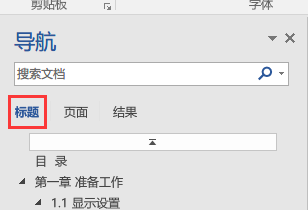 剪贴板 字体
导航
搜索文档
标题 页面 结果
目 录
第一章 准备工作
1.1 显示设置